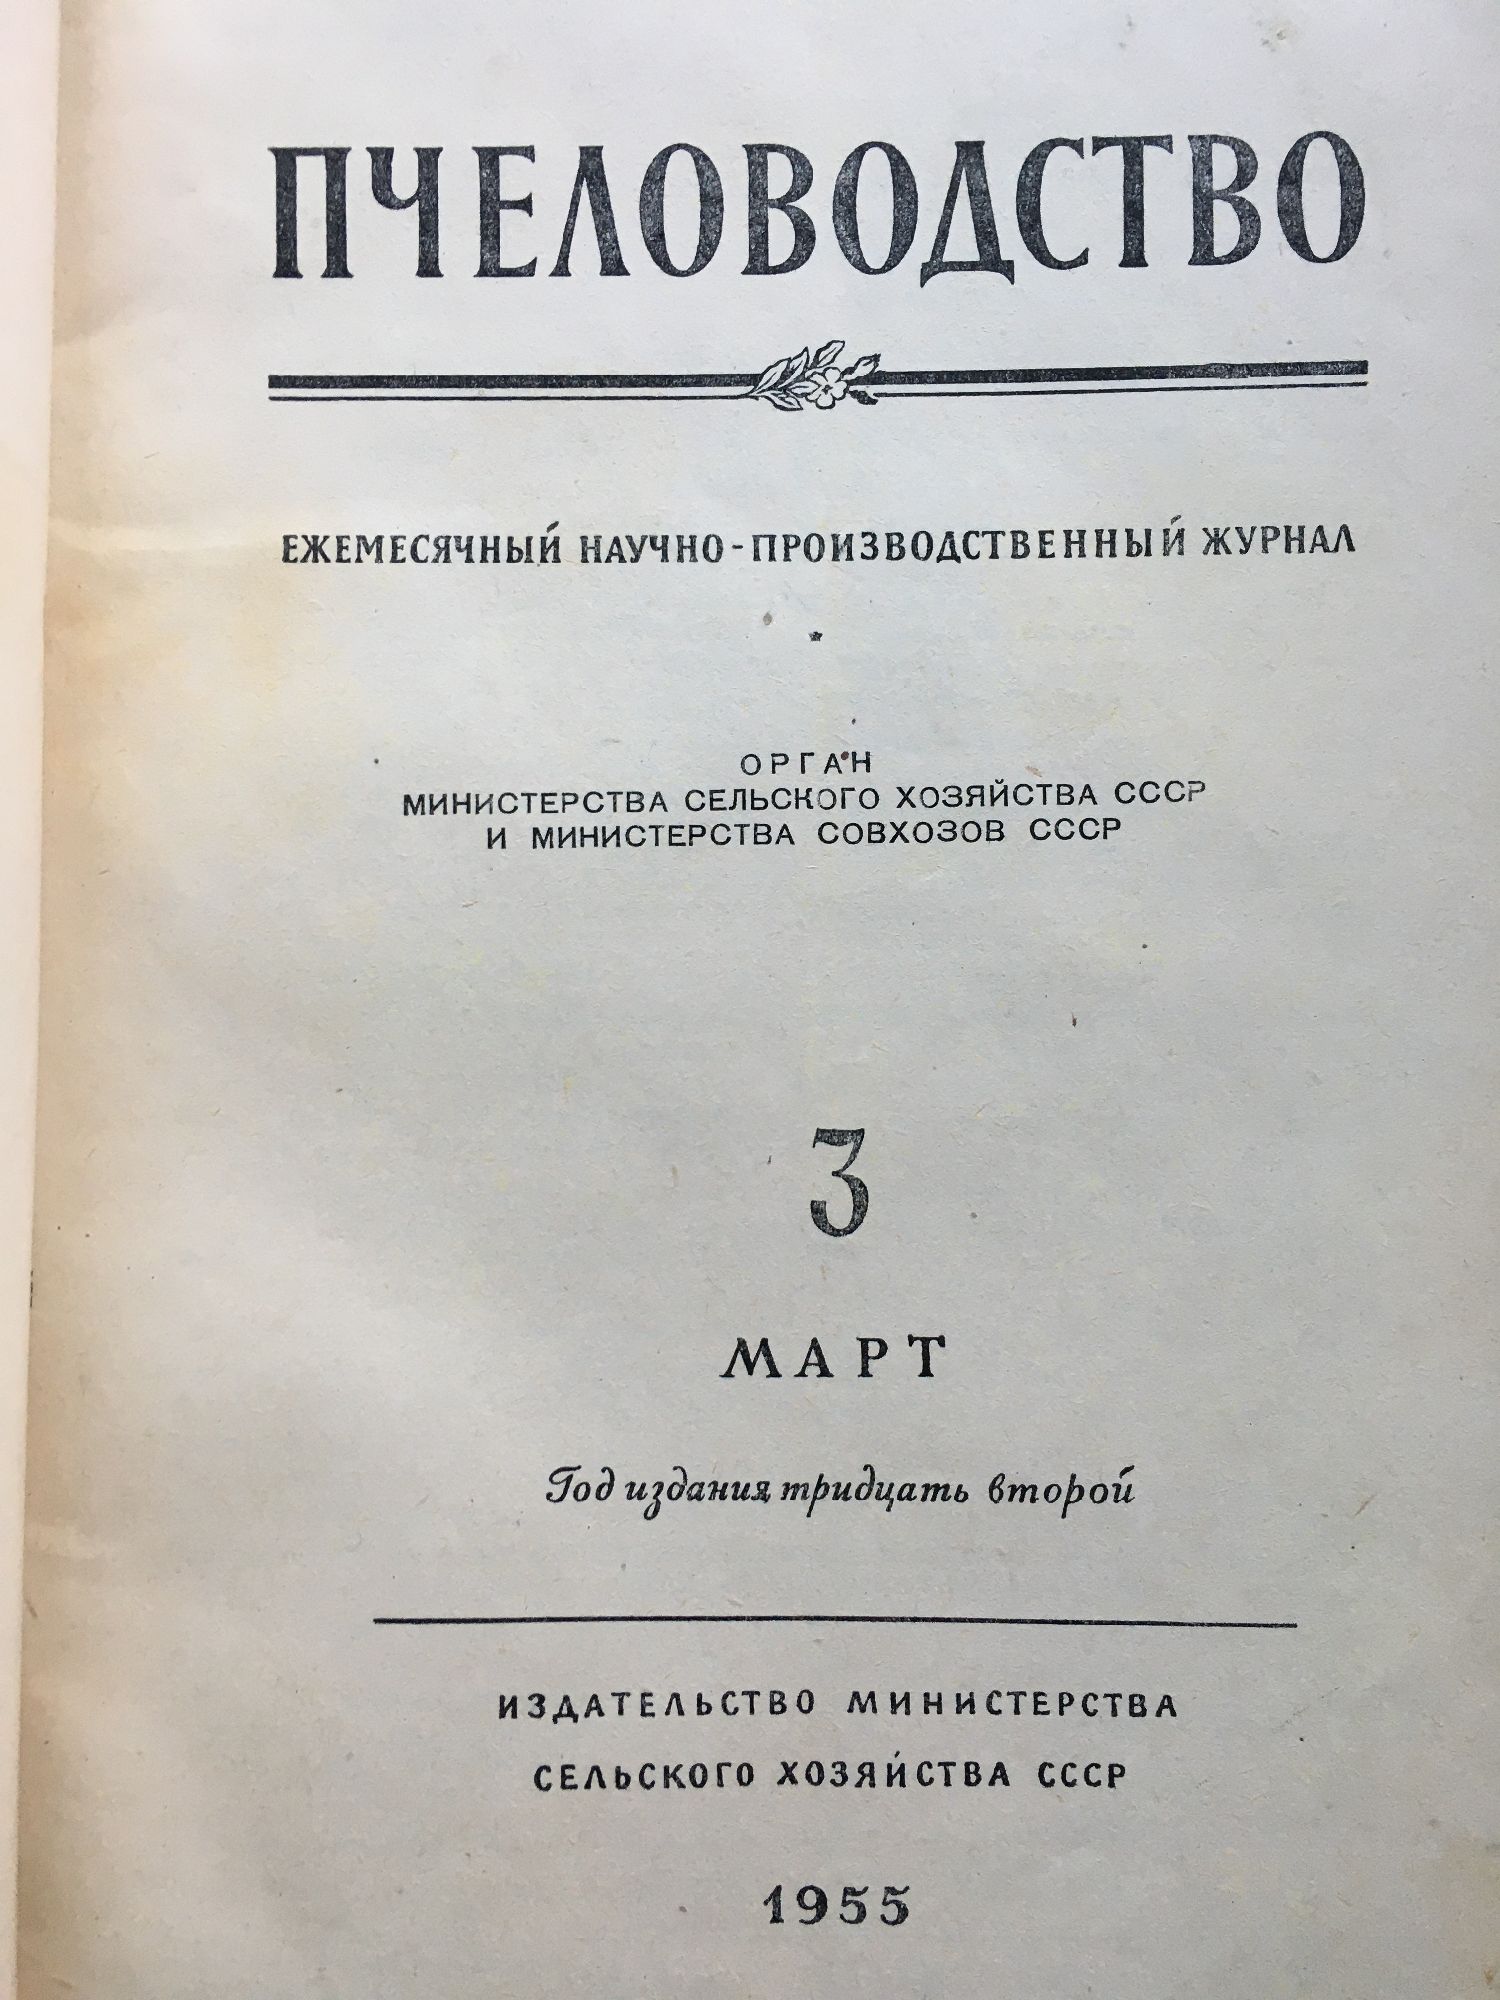 ПЧЕЛОВОДСТВО
ЕЖЕМЕСЯЧНЫЙ НАУЧНО-ПРОИЗВОДСТВЕННЫЙ ЖУРНАЛ
ОРГАН
МИНИСТЕРСТВА СЕЛЬСКОГО ХОЗЯЙСТВА СССР
И МИНИСТЕРСТВА СОВХОЗОВ СССР
3
МАРТ
Год издания тридцать второй
ИЗДАТЕЛЬСТВО МИНИСТЕРСТВА
СЕЛЬСКОГО ХОЗЯЙСТВА СССР
1955